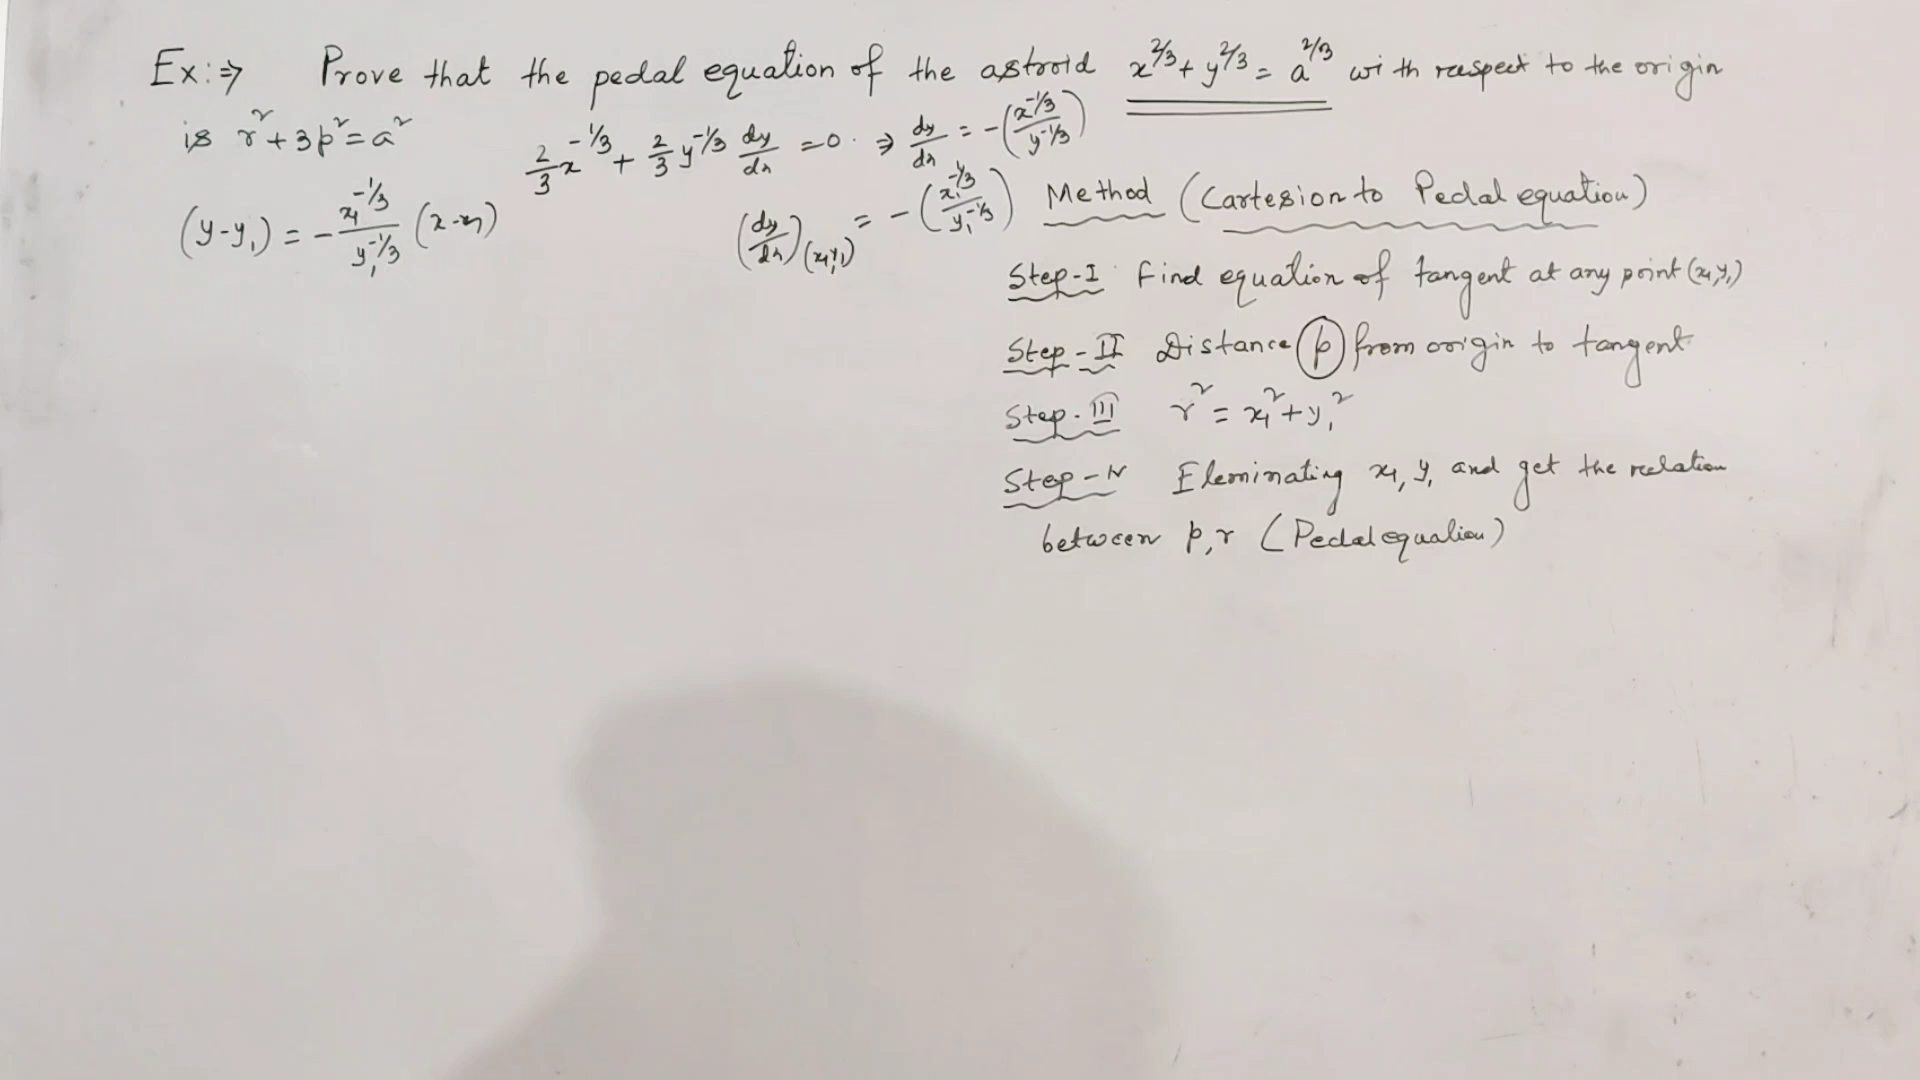 Ex:⇒ Prove that the pedal equation of the astroid x^{2/3} + y^{2/3} = a^{2/3} with respect to the origin
is r² + 3p² = a²
2/3 x^{-1/3} + 2/3 y^{-1/3} dy/dx = 0 . ⇒ dy/dx = -(x^{-1/3}/y^{-1/3})
(y-y₁) = - x₁^{-1/3}/y₁^{-1/3} (x-x₁)
(dy/dx)_{(x₁,y₁)} = -(x₁^{-1/3}/y₁^{-1/3})
Method (Cartesion to Pedal equation)
Step-I Find equation of tangent at any point (x₁,y₁)
Step-II Distance p from origin to tangent
Step-III r² = x₁² + y₁²
Step-IV Eleminating x₁, y₁ and get the relation
between p,r (Pedal equation)